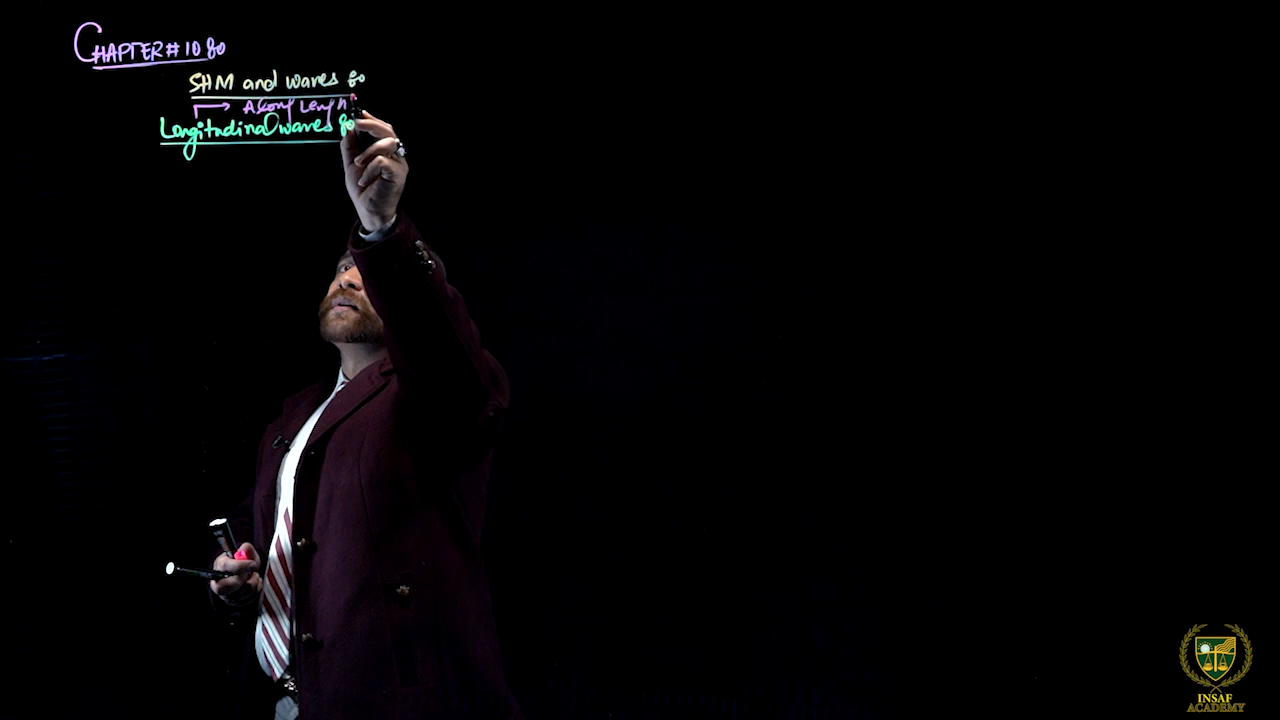 CHAPTER # 10 :-
SHM and waves :-
→ Along Length
Longitudinal waves :-
INSAF
ACADEMY